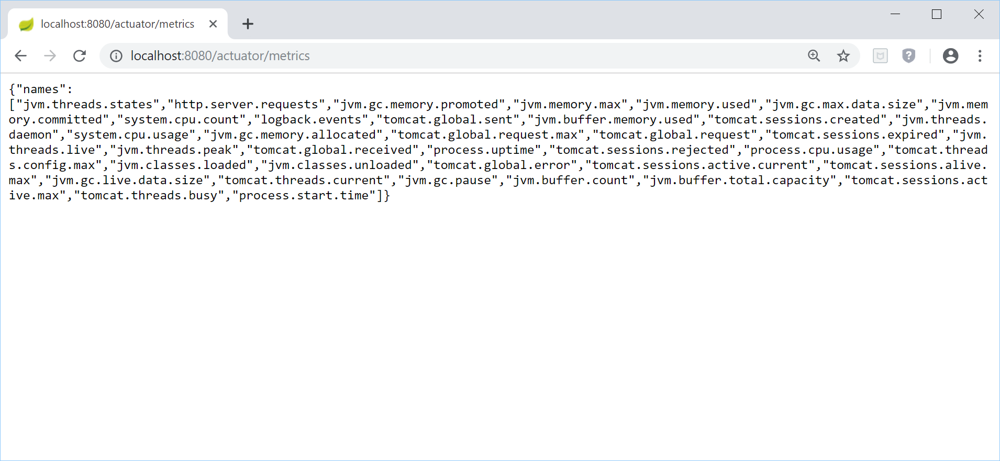 localhost:8080/actuator/metrics
localhost:8080/actuator/metrics
{"names":
["jvm.threads.states","http.server.requests","jvm.gc.memory.promoted","jvm.memory.max","jvm.memory.used","jvm.gc.max.data.size","jvm.mem
ory.committed","system.cpu.count","logback.events","tomcat.global.sent","jvm.buffer.memory.used","tomcat.sessions.created","jvm.threads.
daemon","system.cpu.usage","jvm.gc.memory.allocated","tomcat.global.request.max","tomcat.global.request","tomcat.sessions.expired","jvm.
threads.live","jvm.threads.peak","tomcat.global.received","process.uptime","tomcat.sessions.rejected","process.cpu.usage","tomcat.thread
s.config.max","jvm.classes.loaded","jvm.classes.unloaded","tomcat.global.error","tomcat.sessions.active.current","tomcat.sessions.alive.
max","jvm.gc.live.data.size","tomcat.threads.current","jvm.gc.pause","jvm.buffer.count","jvm.buffer.total.capacity","tomcat.sessions.act
ive.max","tomcat.threads.busy","process.start.time"]}